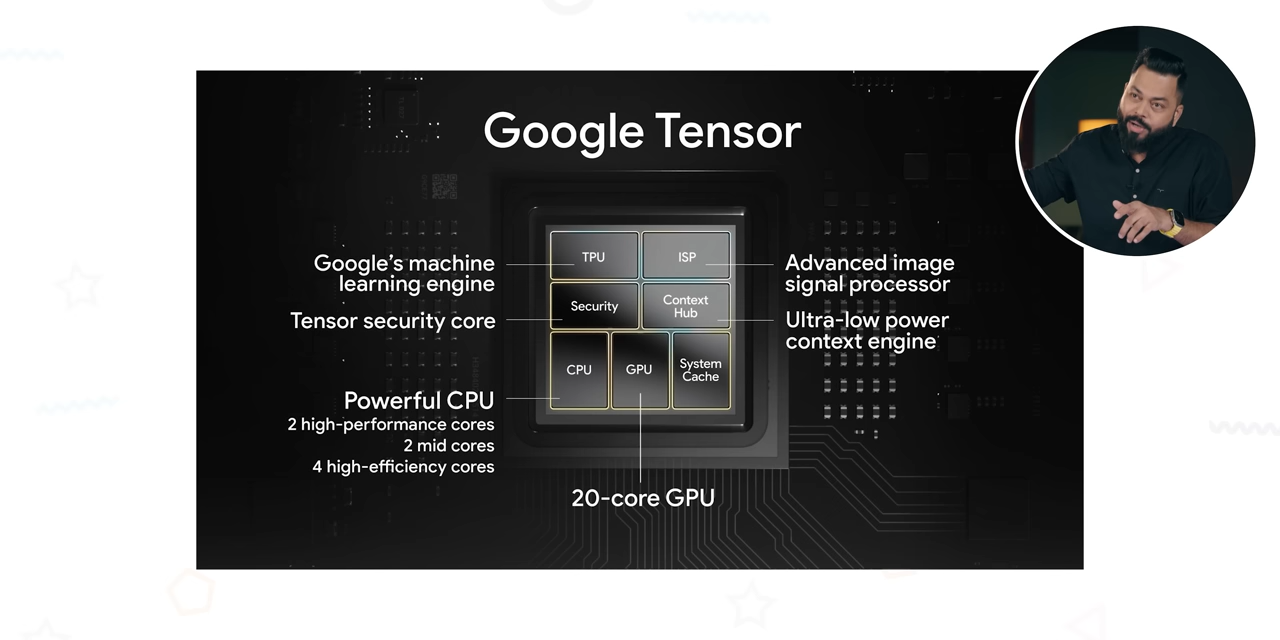 Google Tensor
TPU
ISP
Google's machine
learning engine
Advanced image
signal processor
Security
Context
Hub
Tensor security core
Ultra-low power
context engine
CPU
GPU
System
Cache
Powerful CPU
2 high-performance cores
2 mid cores
4 high-efficiency cores
20-core GPU